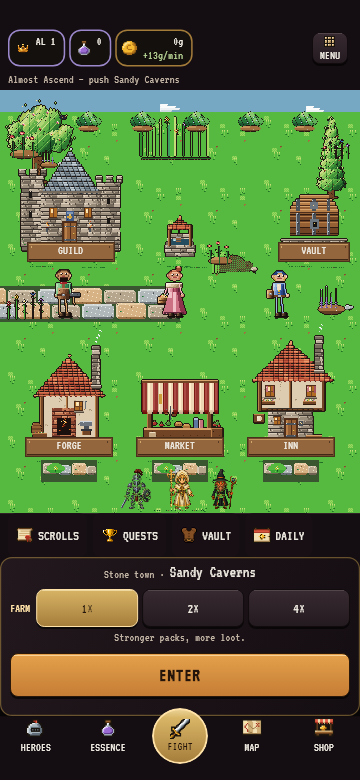 AL 1
0
0g
+13g/min
MENU
Almost Ascend – push Sandy Caverns
GUILD
VAULT
FORGE
MARKET
INN
SCROLLS
QUESTS
VAULT
DAILY
Stone town · Sandy Caverns
FARM
1X
2X
4X
Stronger packs, more loot.
ENTER
HEROES
ESSENCE
FIGHT
MAP
SHOP